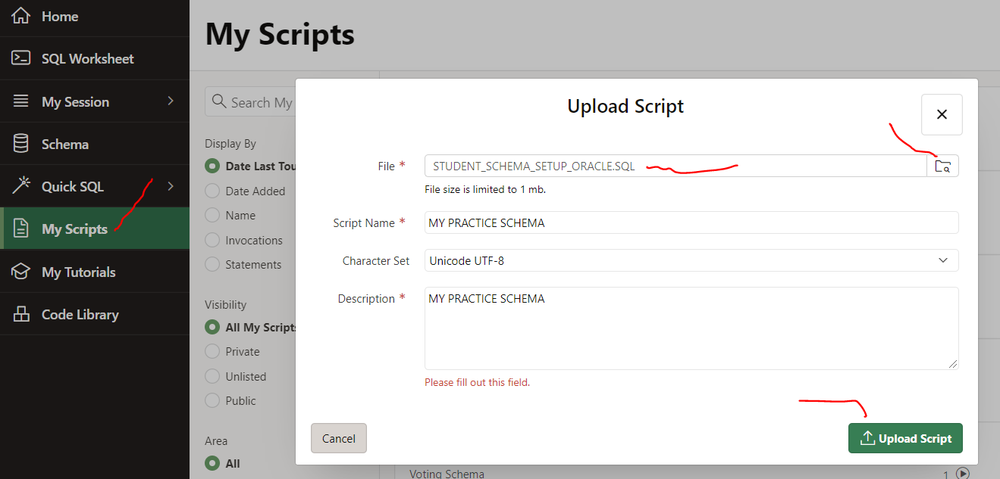 Home
SQL Worksheet
My Session
Schema
Quick SQL
My Scripts
My Tutorials
Code Library
My Scripts
Search My
Display By
Date Last Tou
Date Added
Name
Invocations
Statements
Visibility
All My Scripts
Private
Unlisted
Public
Area
All
Upload Script
File *
STUDENT_SCHEMA_SETUP_ORACLE.SQL
File size is limited to 1 mb.
Script Name *
MY PRACTICE SCHEMA
Character Set
Unicode UTF-8
Description *
MY PRACTICE SCHEMA
Please fill out this field.
Cancel
Upload Script
Voting Schema
1